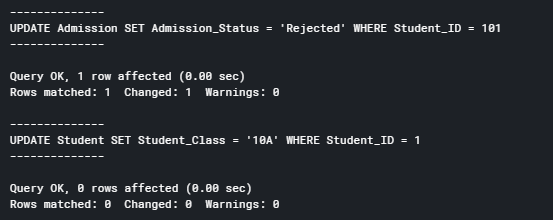 --------------
UPDATE Admission SET Admission_Status = 'Rejected' WHERE Student_ID = 101
--------------
Query OK, 1 row affected (0.00 sec)
Rows matched: 1  Changed: 1  Warnings: 0
--------------
UPDATE Student SET Student_Class = '10A' WHERE Student_ID = 1
--------------
Query OK, 0 rows affected (0.00 sec)
Rows matched: 0  Changed: 0  Warnings: 0